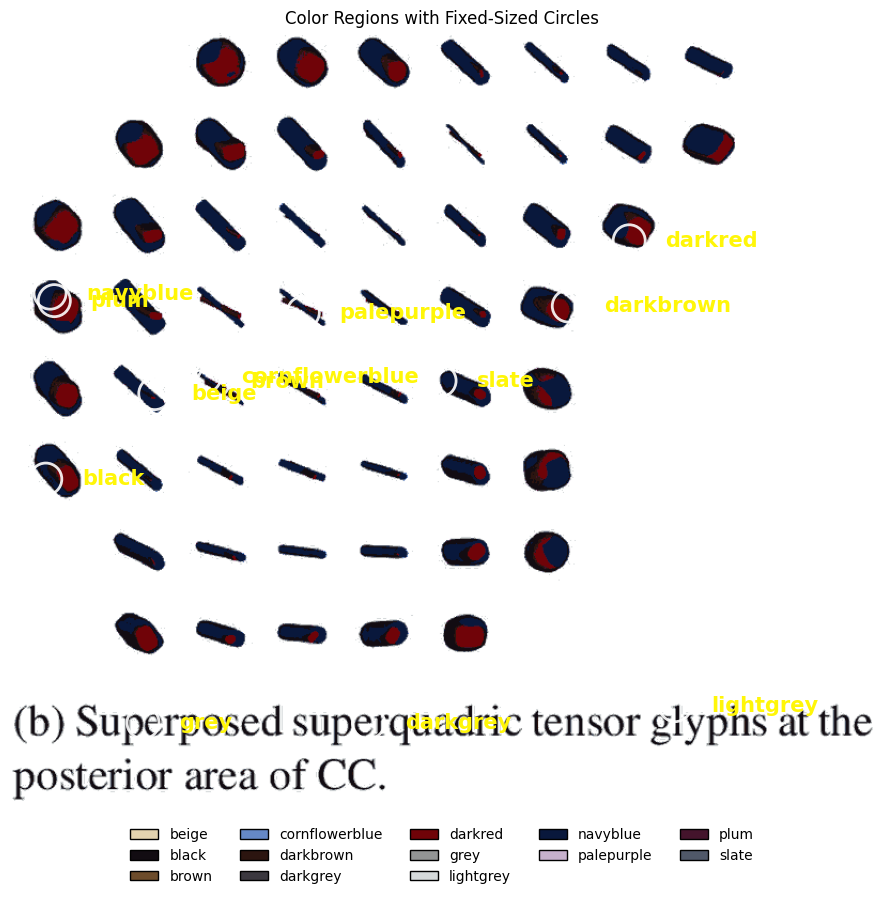 Color Regions with Fixed-Sized Circles
darkred
navyblue
plum
palepurple
darkbrown
cornflowerblue
brown
beige
slate
black
lightgrey
grey
darkgrey
(b) Superposed superquadric tensor glyphs at the
posterior area of CC.
beige cornflowerblue darkred navyblue plum
black darkbrown grey palepurple slate
brown darkgrey lightgrey